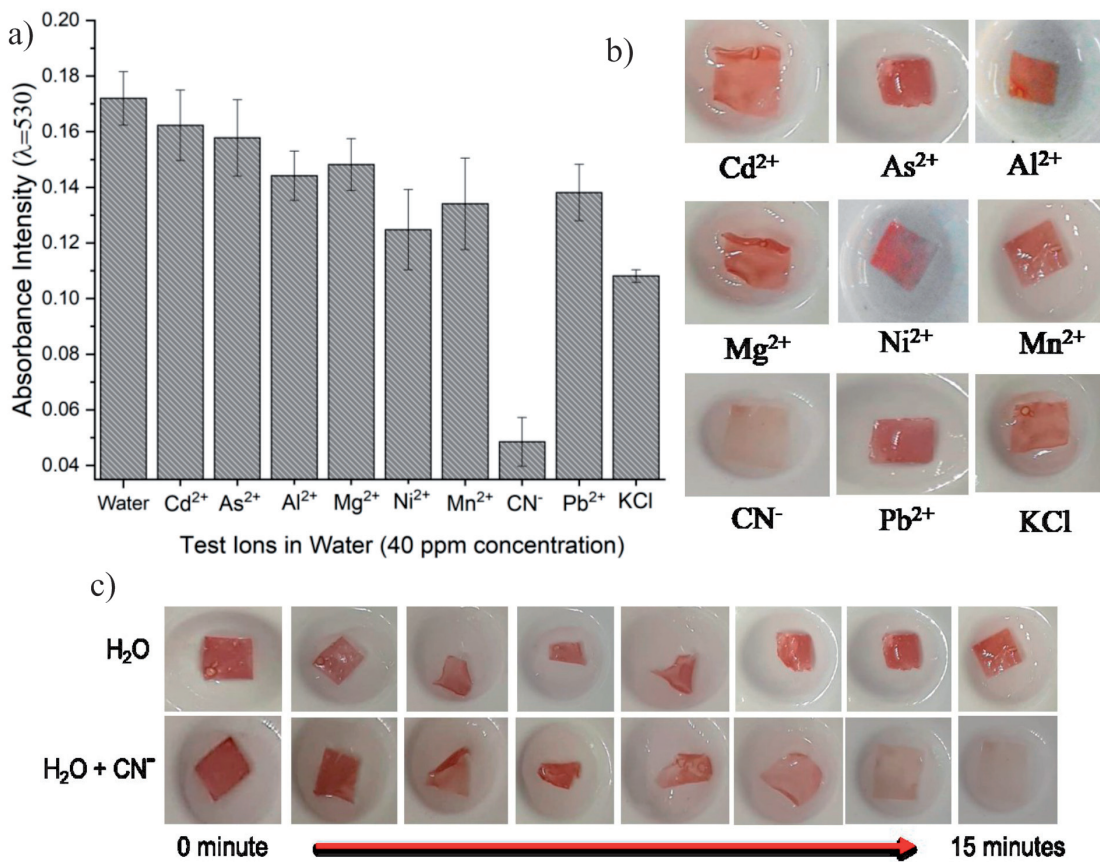 a)
0.20
0.18
0.16
0.14
0.12
0.10
0.08
0.06
0.04
Absorbance Intensity (λ=530)
Water Cd²⁺ As²⁺ Al²⁺ Mg²⁺ Ni²⁺ Mn²⁺ CN⁻ Pb²⁺ KCl
Test Ions in Water (40 ppm concentration)
b)
Cd²⁺ As²⁺ Al²⁺
Mg²⁺ Ni²⁺ Mn²⁺
CN⁻ Pb²⁺ KCl
c)
H₂O
H₂O + CN⁻
0 minute 15 minutes